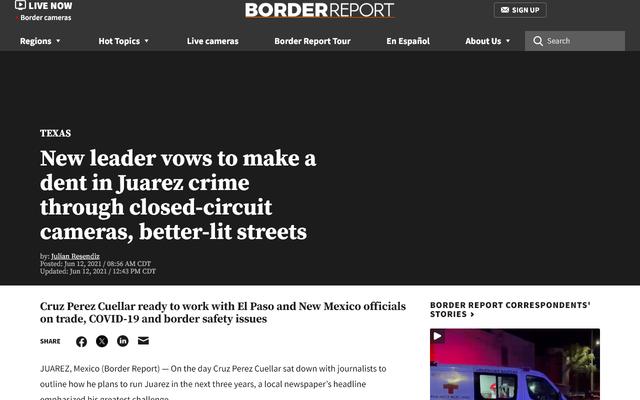 LIVE NOW
Border cameras
BORDERREPORT
SIGN UP
Regions Hot Topics Live cameras Border Report Tour En Español About Us Search
TEXAS
New leader vows to make a
dent in Juarez crime
through closed-circuit
cameras, better-lit streets
by: Julian Resendiz
Posted: Jun 12, 2021 / 08:56 AM CDT
Updated: Jun 12, 2021 / 12:43 PM CDT
Cruz Perez Cuellar ready to work with El Paso and New Mexico officials
on trade, COVID-19 and border safety issues
SHARE
JUAREZ, Mexico (Border Report) — On the day Cruz Perez Cuellar sat down with journalists to
outline how he plans to run Juarez in the next three years, a local newspaper's headline
emphasized his greatest challenge
BORDER REPORT CORRESPONDENTS'
STORIES